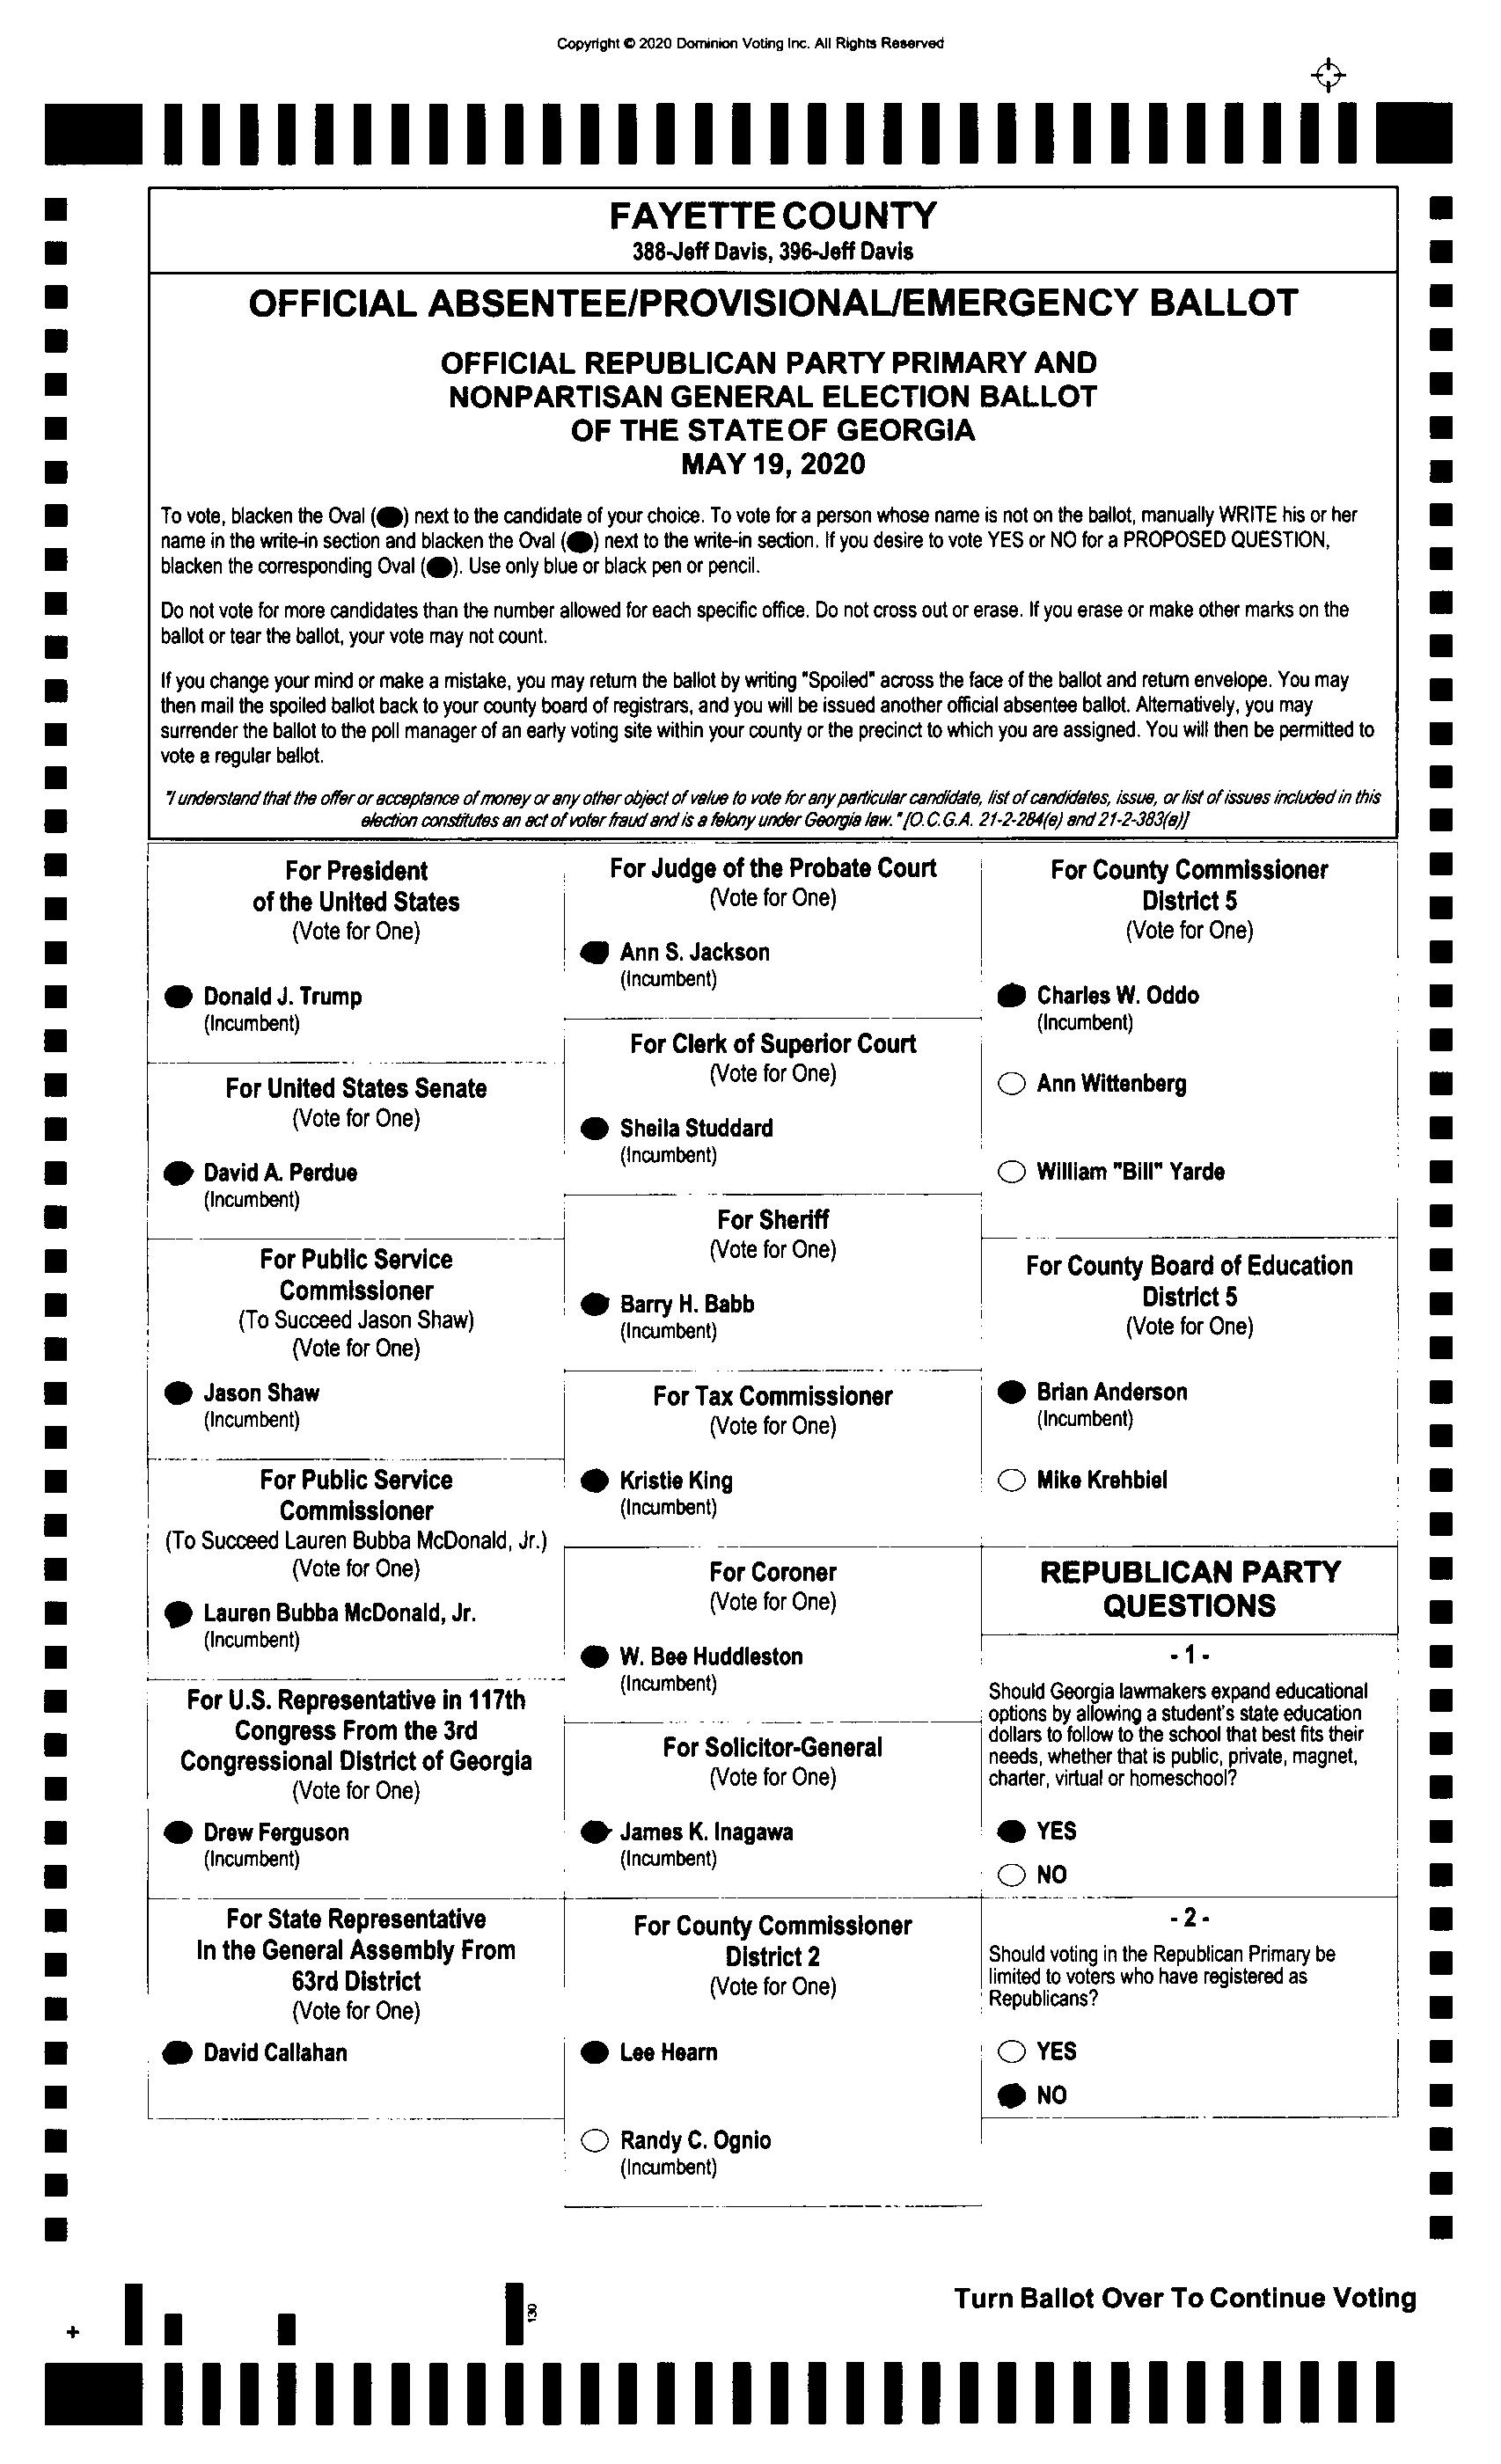 Copyright © 2020 Dominion Voting Inc. All Rights Reserved
FAYETTE COUNTY
388-Jeff Davis, 396-Jeff Davis
OFFICIAL ABSENTEE/PROVISIONAL/EMERGENCY BALLOT
OFFICIAL REPUBLICAN PARTY PRIMARY AND
NONPARTISAN GENERAL ELECTION BALLOT
OF THE STATE OF GEORGIA
MAY 19, 2020
To vote, blacken the Oval () next to the candidate of your choice. To vote for a person whose name is not on the ballot, manually WRITE his or her
name in the write-in section and blacken the Oval () next to the write-in section. If you desire to vote YES or NO for a PROPOSED QUESTION,
blacken the corresponding Oval (). Use only blue or black pen or pencil.
Do not vote for more candidates than the number allowed for each specific office. Do not cross out or erase. If you erase or make other marks on the
ballot or tear the ballot, your vote may not count.
If you change your mind or make a mistake, you may return the ballot by writing "Spoiled" across the face of the ballot and return envelope. You may
then mail the spoiled ballot back to your county board of registrars, and you will be issued another official absentee ballot. Alternatively, you may
surrender the ballot to the poll manager of an early voting site within your county or the precinct to which you are assigned. You will then be permitted to
vote a regular ballot.
"I understand that the offer or acceptance of money or any other object of value to vote for any particular candidate, list of candidates, issue, or list of issues included in this
election constitutes an act of voter fraud and is a felony under Georgia law." [O.C.G.A. 21-2-284(e) and 21-2-383(a)]
For President
of the United States
(Vote for One)
Donald J. Trump
(Incumbent)
For United States Senate
(Vote for One)
David A. Perdue
(Incumbent)
For Public Service
Commissioner
(To Succeed Jason Shaw)
(Vote for One)
Jason Shaw
(Incumbent)
For Public Service
Commissioner
(To Succeed Lauren Bubba McDonald, Jr.)
(Vote for One)
Lauren Bubba McDonald, Jr.
(Incumbent)
For U.S. Representative in 117th
Congress From the 3rd
Congressional District of Georgia
(Vote for One)
Drew Ferguson
(Incumbent)
For State Representative
In the General Assembly From
63rd District
(Vote for One)
David Callahan
For Judge of the Probate Court
(Vote for One)
Ann S. Jackson
(Incumbent)
For Clerk of Superior Court
(Vote for One)
Sheila Studdard
(Incumbent)
For Sheriff
(Vote for One)
Barry H. Babb
(Incumbent)
For Tax Commissioner
(Vote for One)
Kristie King
(Incumbent)
For Coroner
(Vote for One)
W. Bee Huddleston
(Incumbent)
For Solicitor-General
(Vote for One)
James K. Inagawa
(Incumbent)
For County Commissioner
District 2
(Vote for One)
Lee Hearn
Randy C. Ognio
(Incumbent)
For County Commissioner
District 5
(Vote for One)
Charles W. Oddo
(Incumbent)
Ann Wittenberg
William "Bill" Yarde
For County Board of Education
District 5
(Vote for One)
Brian Anderson
(Incumbent)
Mike Krehbiel
REPUBLICAN PARTY
QUESTIONS
- 1 -
Should Georgia lawmakers expand educational
options by allowing a student's state education
dollars to follow to the school that best fits their
needs, whether that is public, private, magnet,
charter, virtual or homeschool?
YES
NO
- 2 -
Should voting in the Republican Primary be
limited to voters who have registered as
Republicans?
YES
NO
Turn Ballot Over To Continue Voting
130